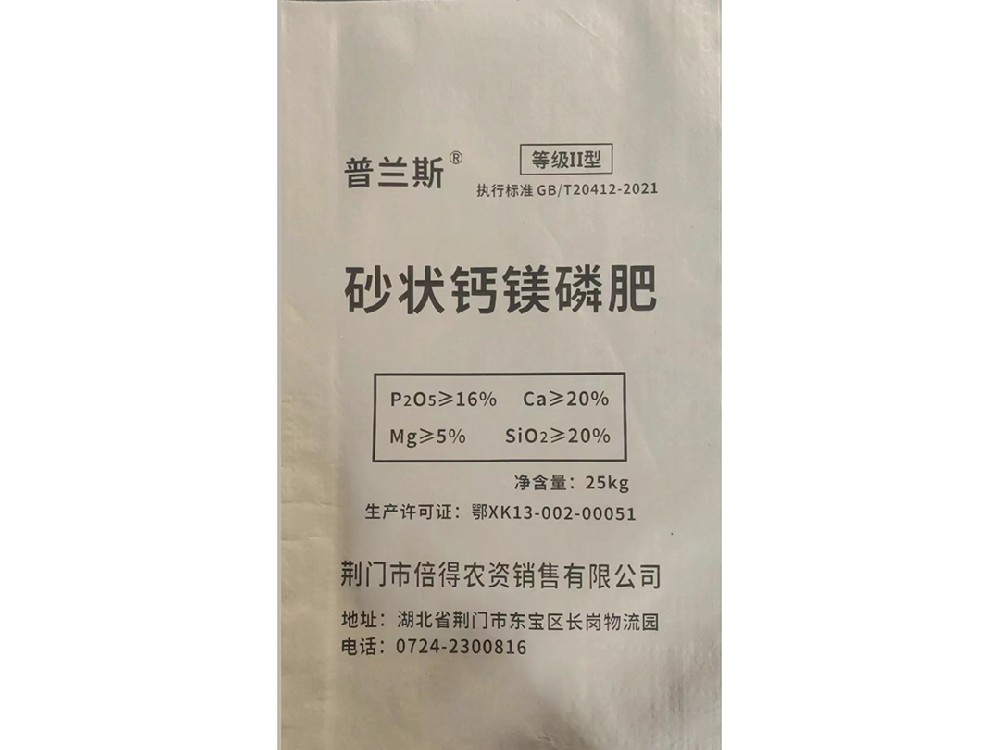 普兰斯®
等级II型
执行标准GB/T20412-2021
砂状钙镁磷肥
P2O5≥16% Ca≥20%
Mg≥5% SiO2≥20%
净含量：25kg
生产许可证：鄂XK13-002-00051
荆门市倍得农资销售有限公司
地址：湖北省荆门市东宝区长岗物流园
电话：0724-2300816